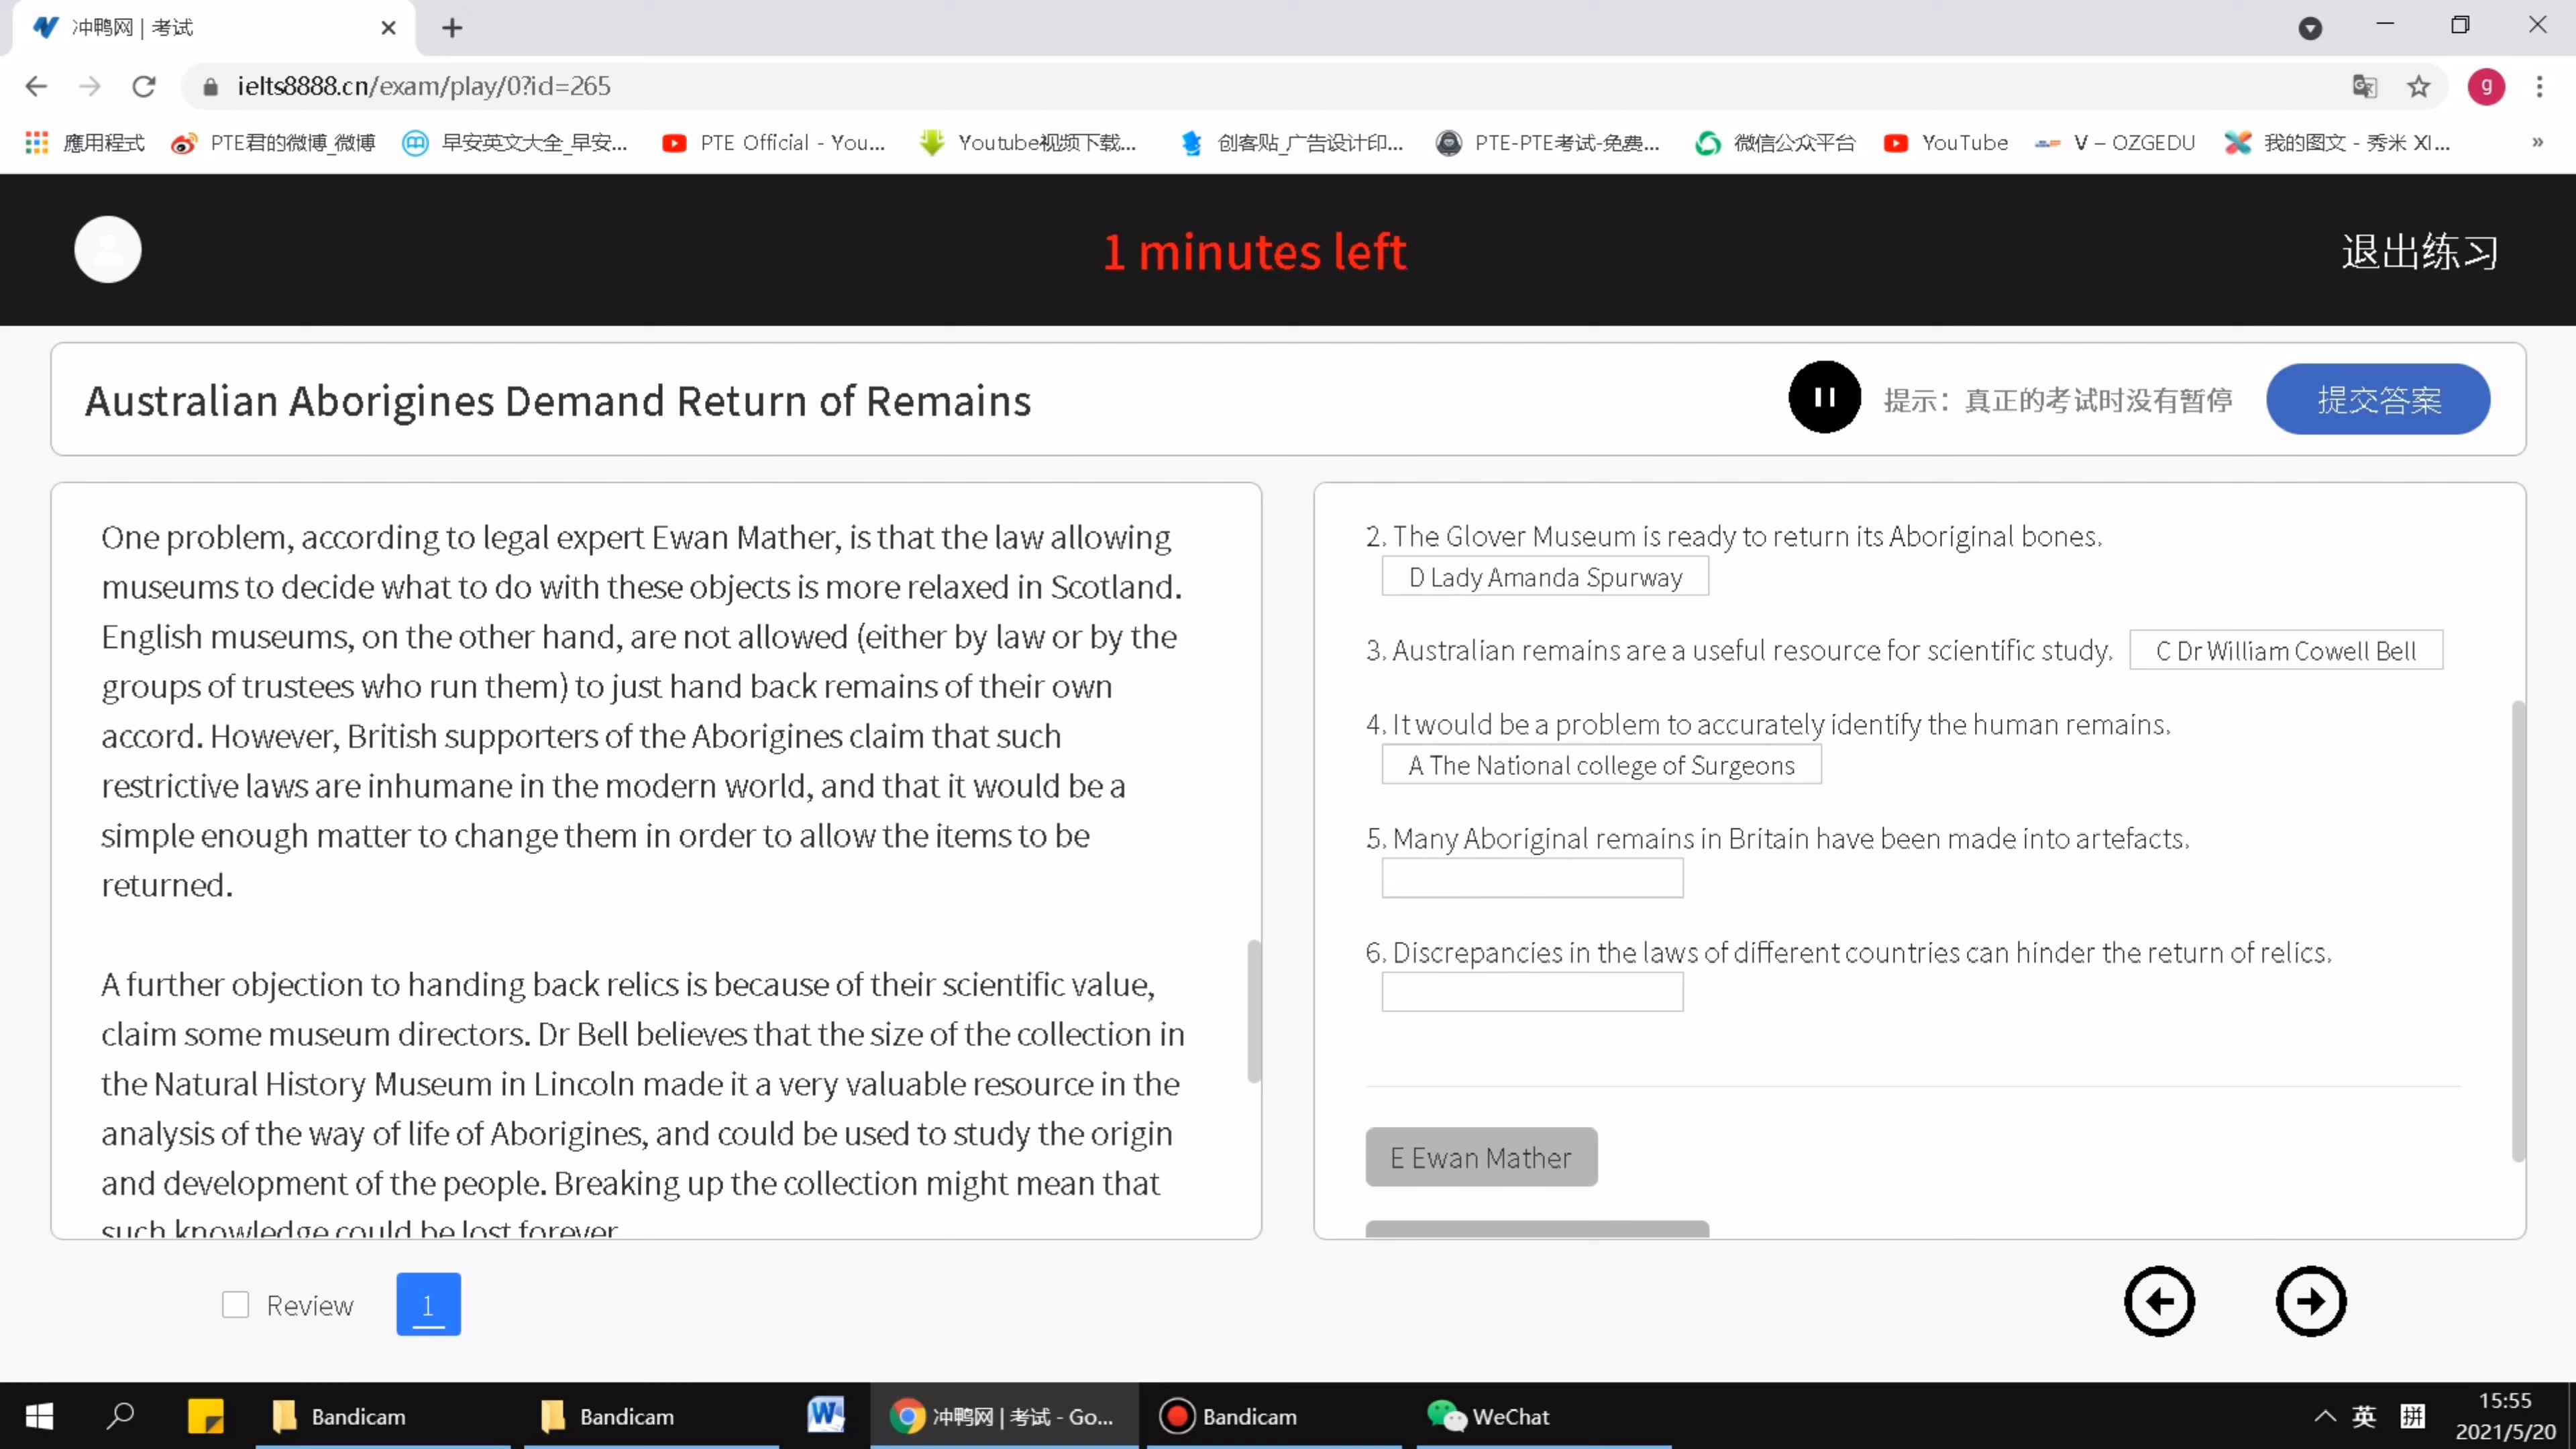 冲鸭网 | 考试
ielts8888.cn/exam/play/0?id=265
應用程式 PTE君的微博_微博 早安英文大全_早安... PTE Official - You... Youtube视频下载... 创客贴_广告设计印... PTE-PTE考试-免费... 微信公众平台 YouTube V – OZGEDU 我的图文 - 秀米 XI... »
g
1 minutes left
退出练习
Australian Aborigines Demand Return of Remains
提示：真正的考试时没有暂停
提交答案
One problem, according to legal expert Ewan Mather, is that the law allowing
museums to decide what to do with these objects is more relaxed in Scotland.
English museums, on the other hand, are not allowed (either by law or by the
groups of trustees who run them) to just hand back remains of their own
accord. However, British supporters of the Aborigines claim that such
restrictive laws are inhumane in the modern world, and that it would be a
simple enough matter to change them in order to allow the items to be
returned.
A further objection to handing back relics is because of their scientific value,
claim some museum directors. Dr Bell believes that the size of the collection in
the Natural History Museum in Lincoln made it a very valuable resource in the
analysis of the way of life of Aborigines, and could be used to study the origin
and development of the people. Breaking up the collection might mean that
such knowledge could be lost forever
2. The Glover Museum is ready to return its Aboriginal bones.
D Lady Amanda Spurway
3. Australian remains are a useful resource for scientific study. C Dr William Cowell Bell
4. It would be a problem to accurately identify the human remains.
A The National college of Surgeons
5. Many Aboriginal remains in Britain have been made into artefacts.
6. Discrepancies in the laws of different countries can hinder the return of relics.
E Ewan Mather
Review 1
Bandicam Bandicam 冲鸭网 | 考试 - Go... Bandicam WeChat 英 拼
15:55
2021/5/20